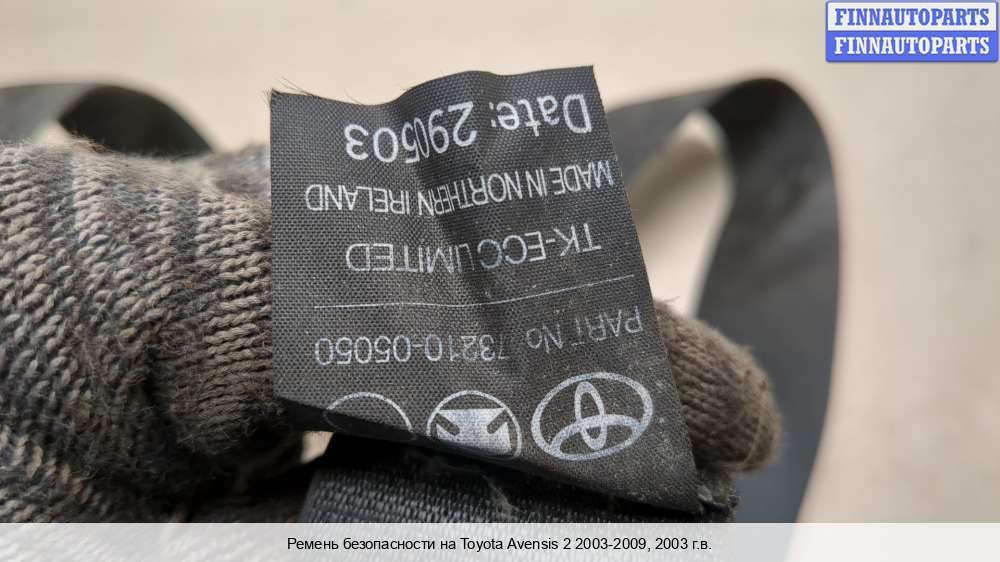 FINNAUTOPARTS
FINNAUTOPARTS
PART No 73210-05050
TK-ECC LIMITED
MADE IN NORTHERN IRELAND
Date: 290503
Ремень безопасности на Toyota Avensis 2 2003-2009, 2003 г.в.